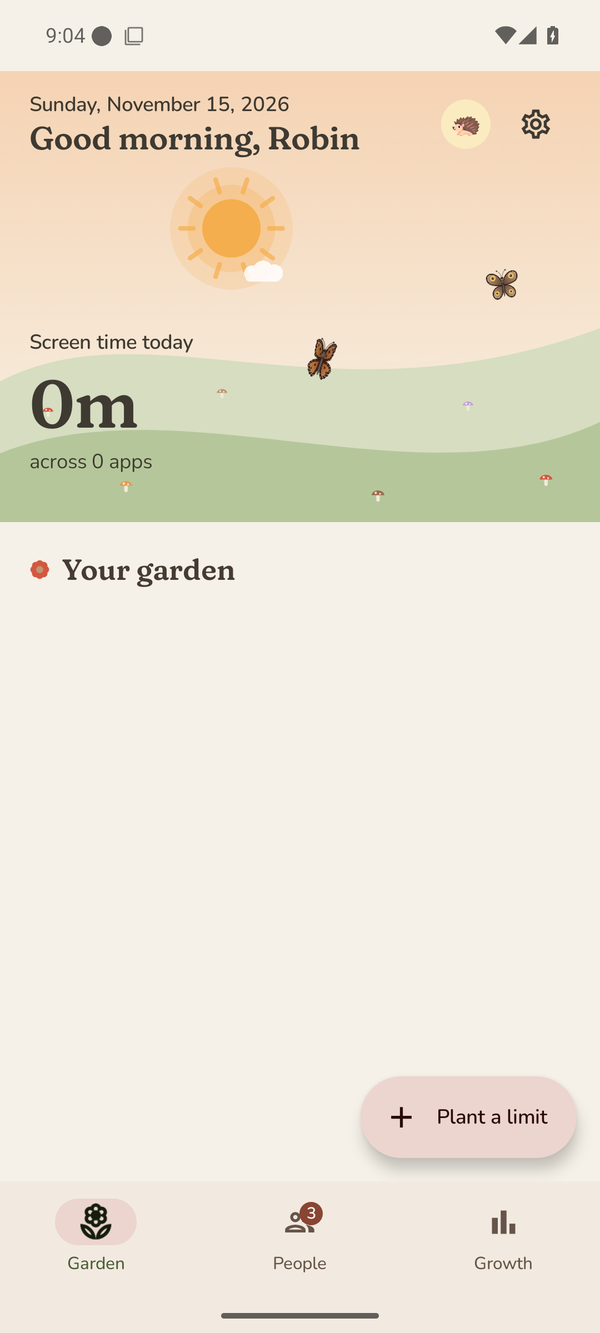 9:04
Sunday, November 15, 2026
Good morning, Robin
Screen time today
0m
across 0 apps
Your garden
Plant a limit
3
Garden
People
Growth